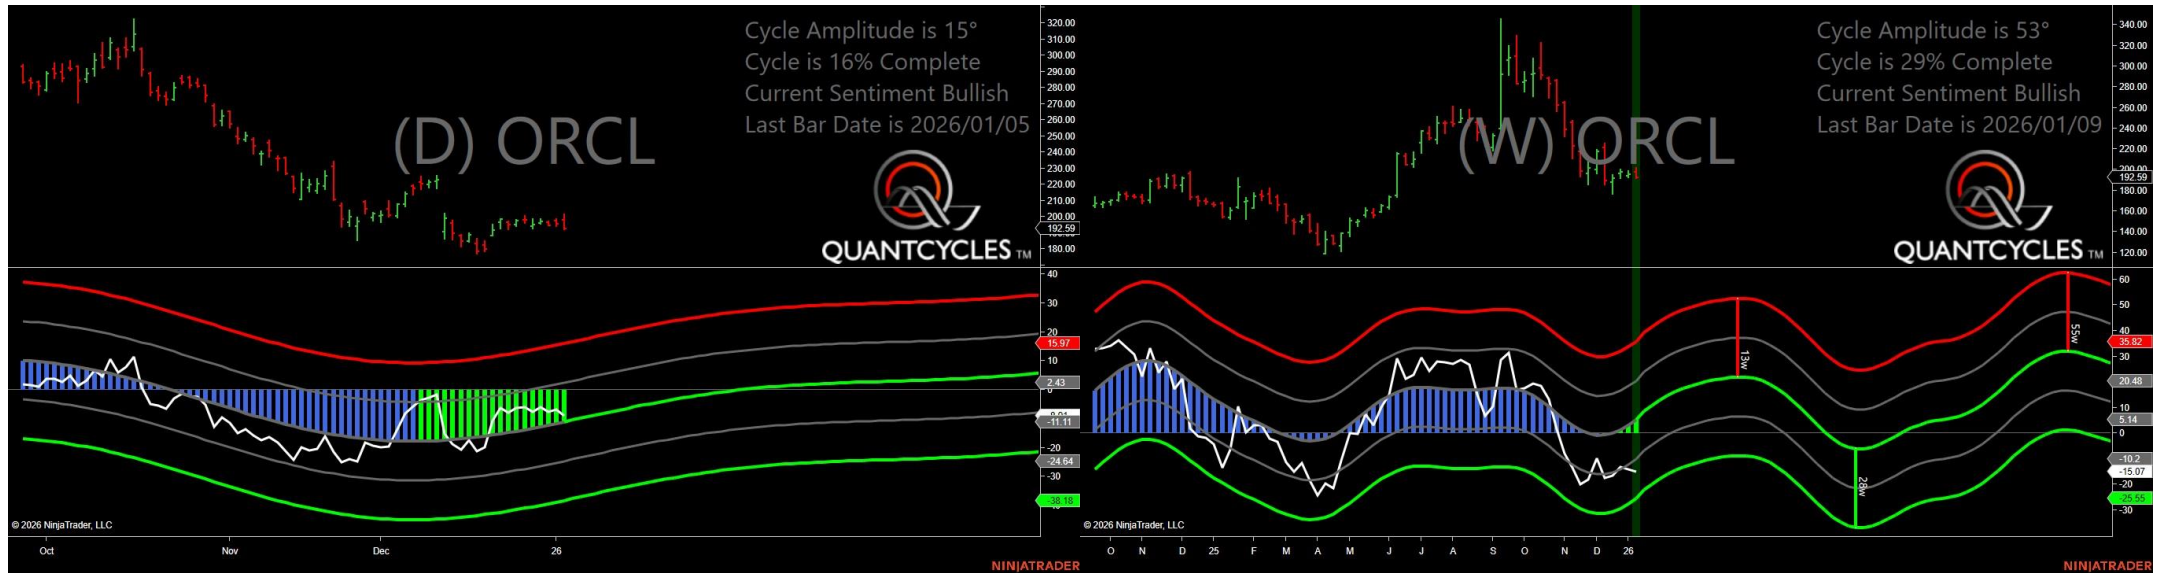 Cycle Amplitude is 15°
Cycle is 16% Complete
Current Sentiment Bullish
Last Bar Date is 2026/01/05
(D) ORCL
QUANTCYCLES TM
320.00
310.00
300.00
290.00
280.00
270.00
260.00
250.00
240.00
230.00
220.00
210.00
200.00
192.59
180.00
40
30
20
15.97
10
2.43
0
-11.11
-20
-24.64
-30
-38.18
© 2026 NinjaTrader, LLC
Oct Nov Dec 26
NINJATRADER
Cycle Amplitude is 53°
Cycle is 29% Complete
Current Sentiment Bullish
Last Bar Date is 2026/01/09
(W) ORCL
QUANTCYCLES TM
340.00
320.00
300.00
280.00
260.00
240.00
220.00
200.00
192.59
180.00
160.00
140.00
120.00
13w
28w
55w
60
50
40
35.82
30
20.48
10
5.14
0
-10.2
-15.07
-20
-25.55
-30
© 2026 NinjaTrader, LLC
O N D 25 F M A M J J A S O N D 26
NINJATRADER